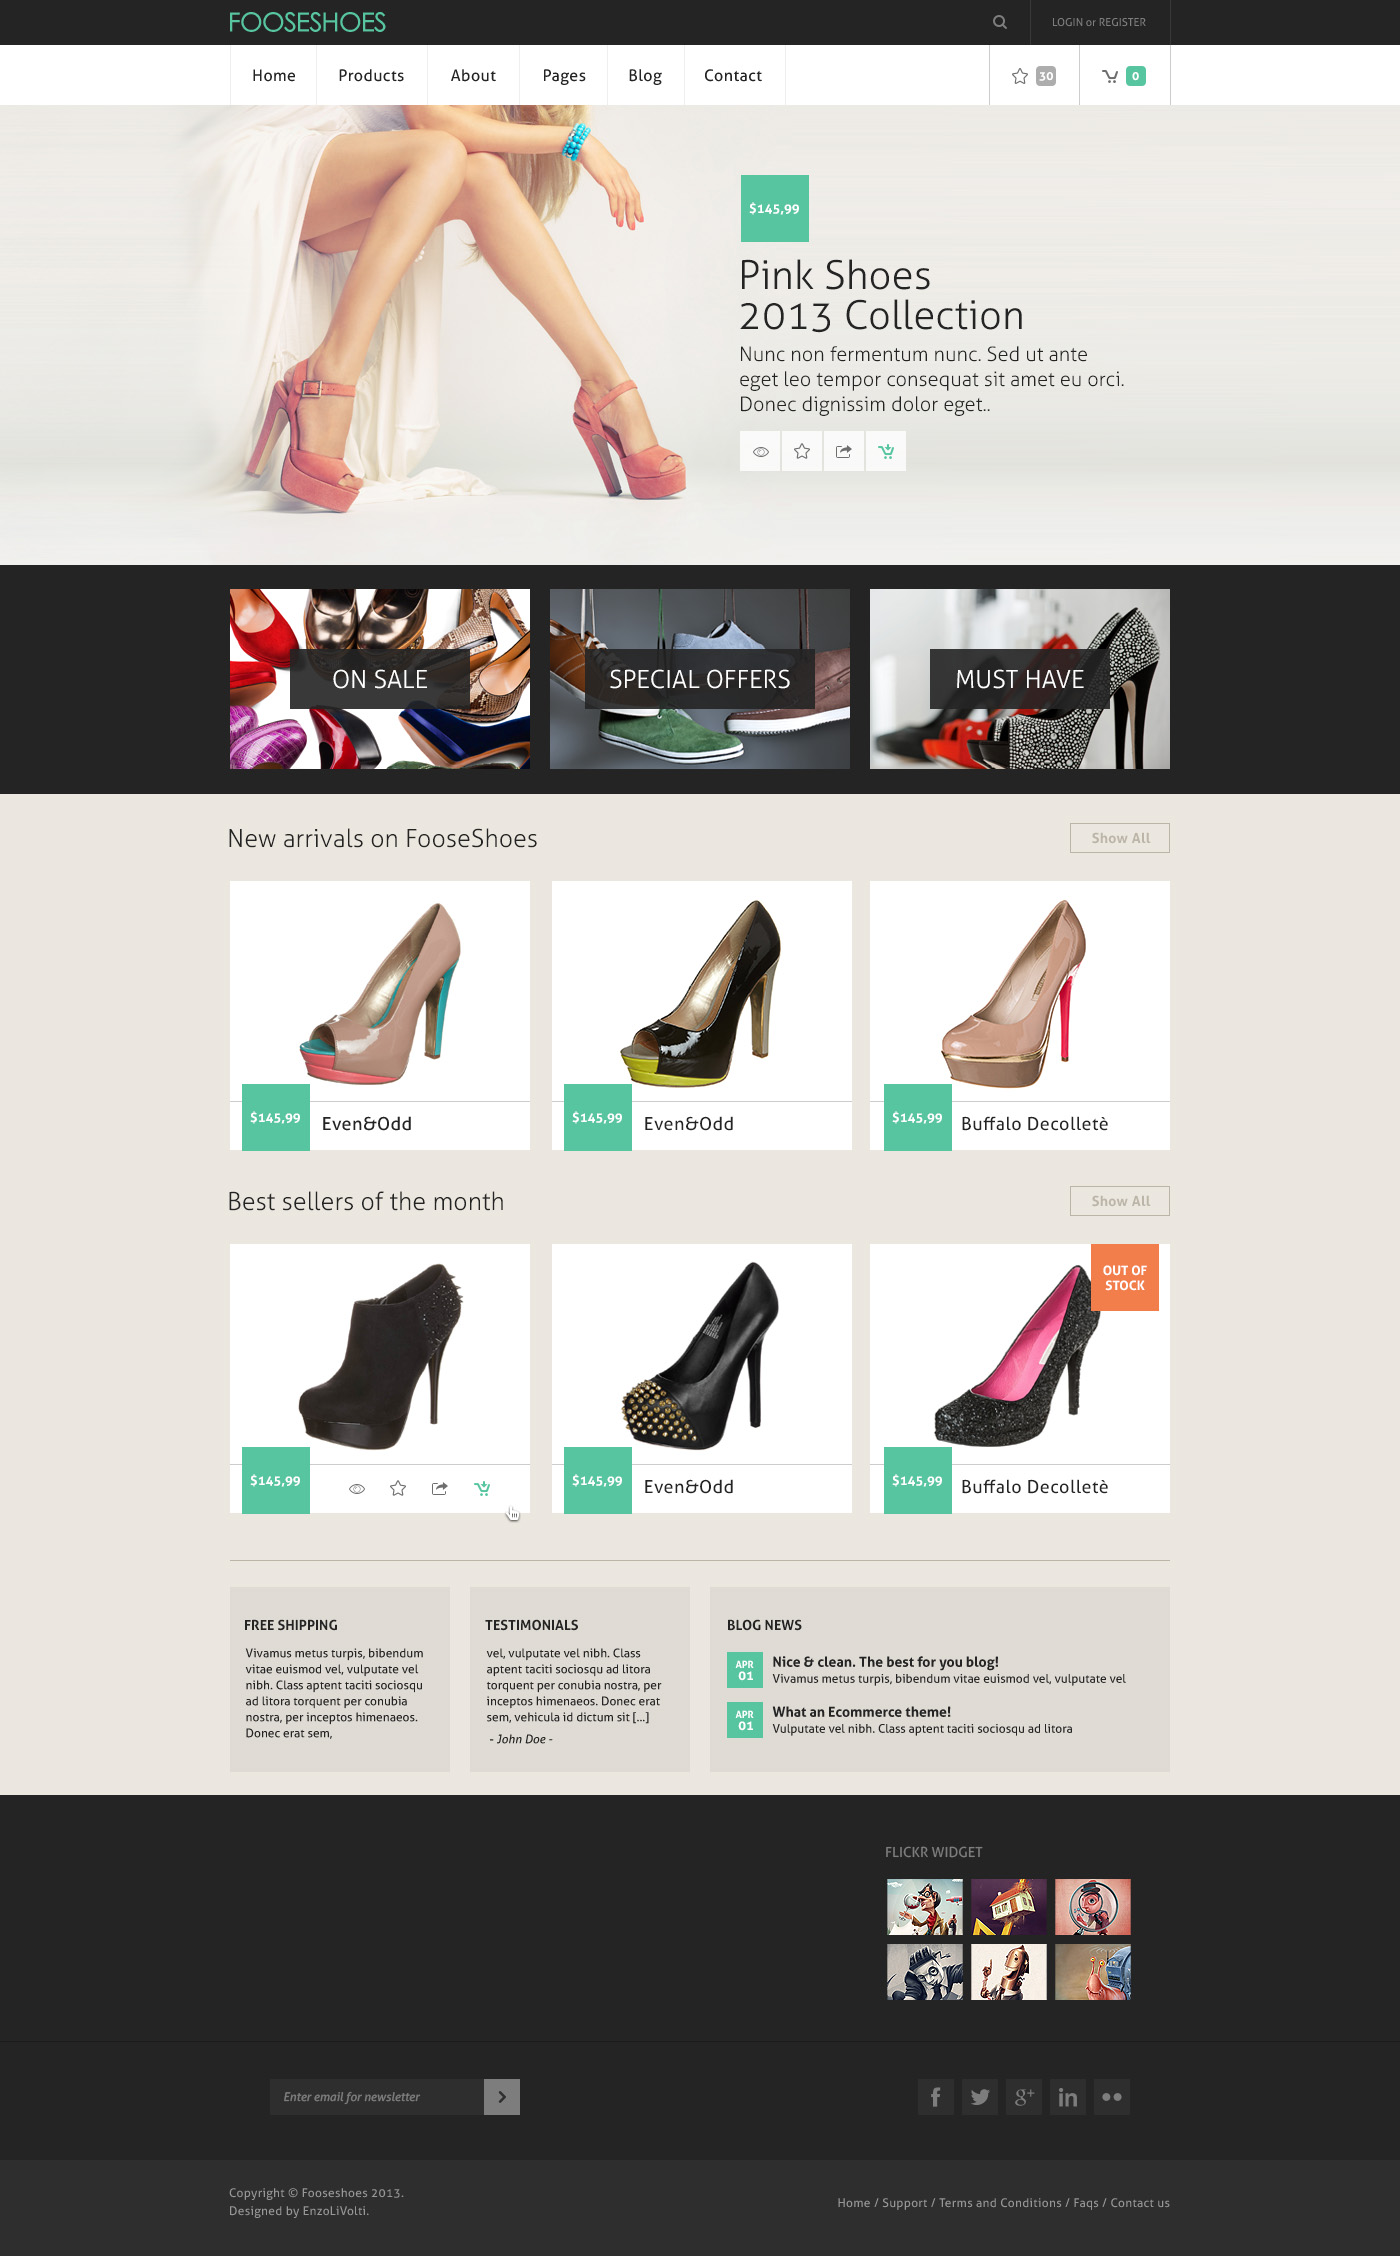 FOOSESHOES
LOGIN or REGISTER
Home
Products
About
Pages
Blog
Contact
30
0
$145,99
Pink Shoes
2013 Collection
Nunc non fermentum nunc. Sed ut ante
eget leo tempor consequat sit amet eu orci.
Donec dignissim dolor eget..
ON SALE
SPECIAL OFFERS
MUST HAVE
New arrivals on FooseShoes
Show All
$145,99
Even&Odd
$145,99
Even&Odd
$145,99
Buffalo Decolletè
Best sellers of the month
Show All
OUT OF
STOCK
$145,99
$145,99
Even&Odd
$145,99
Buffalo Decolletè
FREE SHIPPING
Vivamus metus turpis, bibendum
vitae euismod vel, vulputate vel
nibh. Class aptent taciti sociosqu
ad litora torquent per conubia
nostra, per inceptos himenaeos.
Donec erat sem,
TESTIMONIALS
vel, vulputate vel nibh. Class
aptent taciti sociosqu ad litora
torquent per conubia nostra, per
inceptos himenaeos. Donec erat
sem, vehicula id dictum sit [...]
- John Doe -
BLOG NEWS
APR
01
Nice & clean. The best for you blog!
Vivamus metus turpis, bibendum vitae euismod vel, vulputate vel
APR
01
What an Ecommerce theme!
Vulputate vel nibh. Class aptent taciti sociosqu ad litora
FLICKR WIDGET
Enter email for newsletter
Copyright © Fooseshoes 2013.
Designed by EnzoLiVolti.
Home / Support / Terms and Conditions / Faqs / Contact us